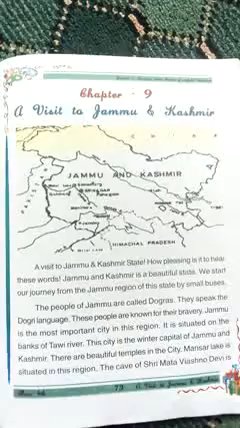 Chapter - 9
A Visit to Jammu & Kashmir
JAMMU AND KASHMIR
HIMACHAL PRADESH
A visit to Jammu & Kashmir State! How pleasing it is to hear
these words! Jammu and Kashmir is a beautiful state. We start
our journey from the Jammu region of this state by small buses.
The people of Jammu are called Dogras. They speak the
Dogri language. These people are known for their bravery. Jammu
is the most important city in this region. It is situated on the
banks of Tawi river. This city is the winter capital of Jammu and
Kashmir. There are beautiful temples in the City. Mansar lake is
situated in this region. The cave of Shri Mata Viashno Devi is
73 A Visit to Jammu & Kashmir